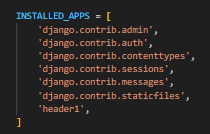 INSTALLED_APPS = [
    'django.contrib.admin',
    'django.contrib.auth',
    'django.contrib.contenttypes',
    'django.contrib.sessions',
    'django.contrib.messages',
    'django.contrib.staticfiles',
    'header1',
]